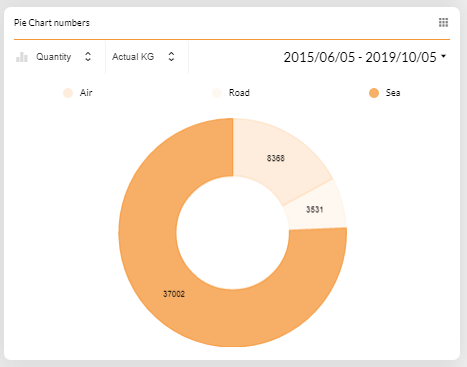 Pie Chart numbers
Quantity Actual KG 2015/06/05 - 2019/10/05
Air Road Sea
8368
3531
37002